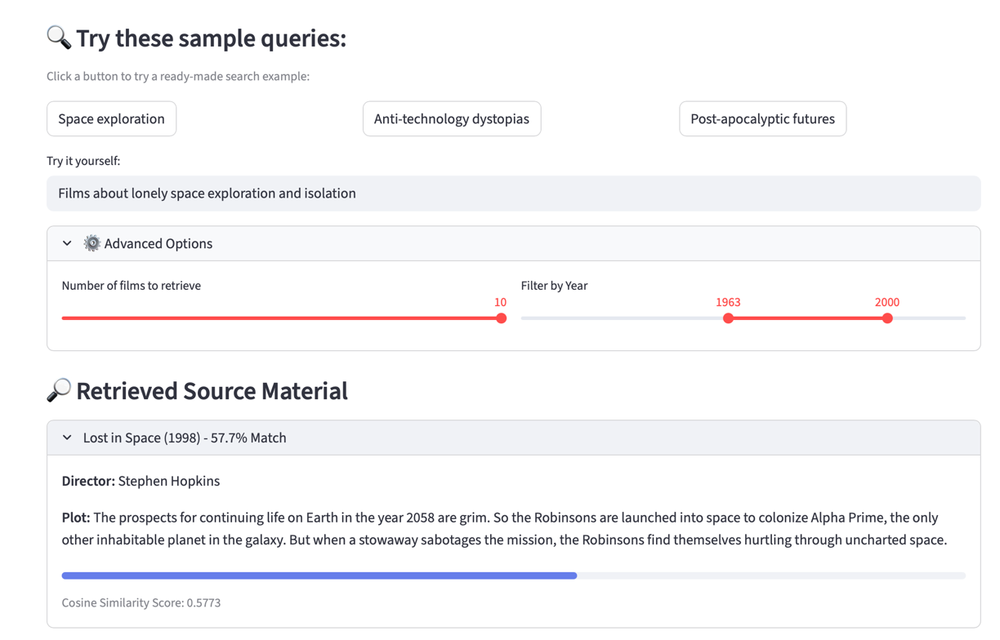 Try these sample queries:
Click a button to try a ready-made search example:
Space exploration
Anti-technology dystopias
Post-apocalyptic futures
Try it yourself:
Films about lonely space exploration and isolation
Advanced Options
Number of films to retrieve
Filter by Year
10
1963
2000
Retrieved Source Material
Lost in Space (1998) - 57.7% Match
Director: Stephen Hopkins
Plot: The prospects for continuing life on Earth in the year 2058 are grim. So the Robinsons are launched into space to colonize Alpha Prime, the only
other inhabitable planet in the galaxy. But when a stowaway sabotages the mission, the Robinsons find themselves hurtling through uncharted space.
Cosine Similarity Score: 0.5773